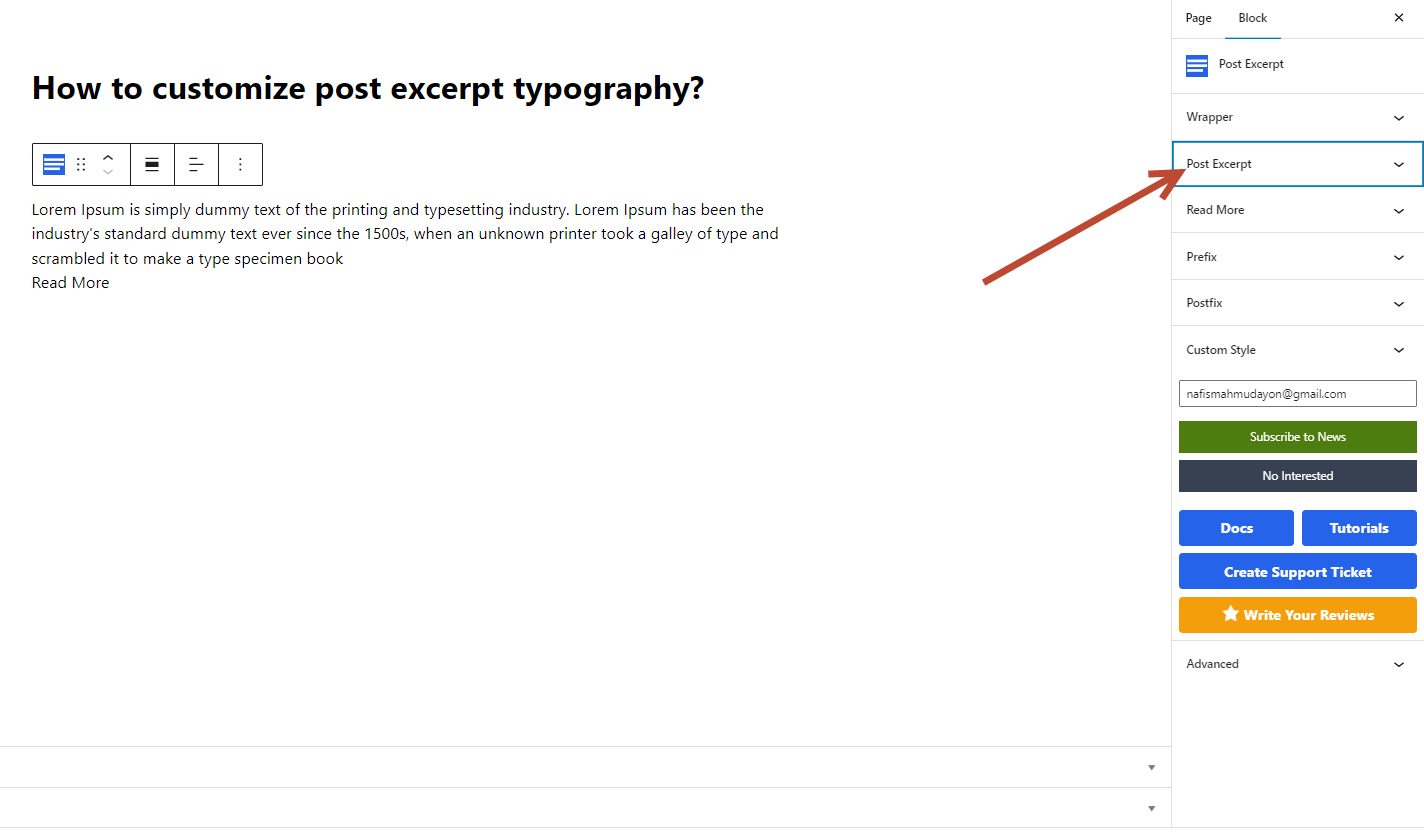 How to customize post excerpt typography?
Lorem Ipsum is simply dummy text of the printing and typesetting industry. Lorem Ipsum has been the
industry's standard dummy text ever since the 1500s, when an unknown printer took a galley of type and
scrambled it to make a type specimen book
Read More
Page Block
Post Excerpt
Wrapper
Post Excerpt
Read More
Prefix
Postfix
Custom Style
nafismahmudayon@gmail.com
Subscribe to News
No Interested
Docs Tutorials
Create Support Ticket
Write Your Reviews
Advanced